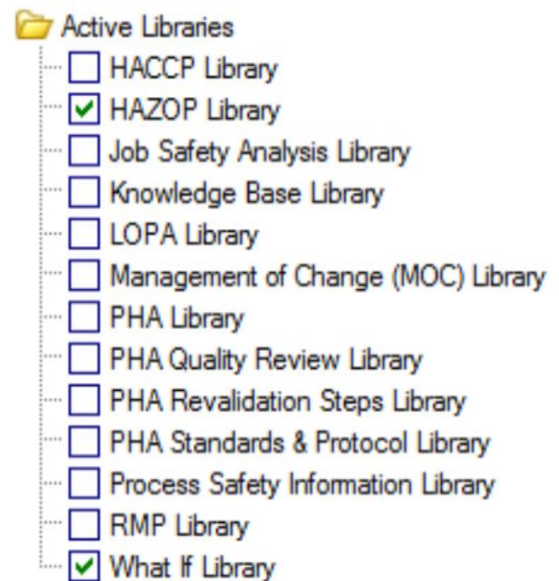 Active Libraries
HACCP Library
HAZOP Library
Job Safety Analysis Library
Knowledge Base Library
LOPA Library
Management of Change (MOC) Library
PHA Library
PHA Quality Review Library
PHA Revalidation Steps Library
PHA Standards & Protocol Library
Process Safety Information Library
RMP Library
What If Library